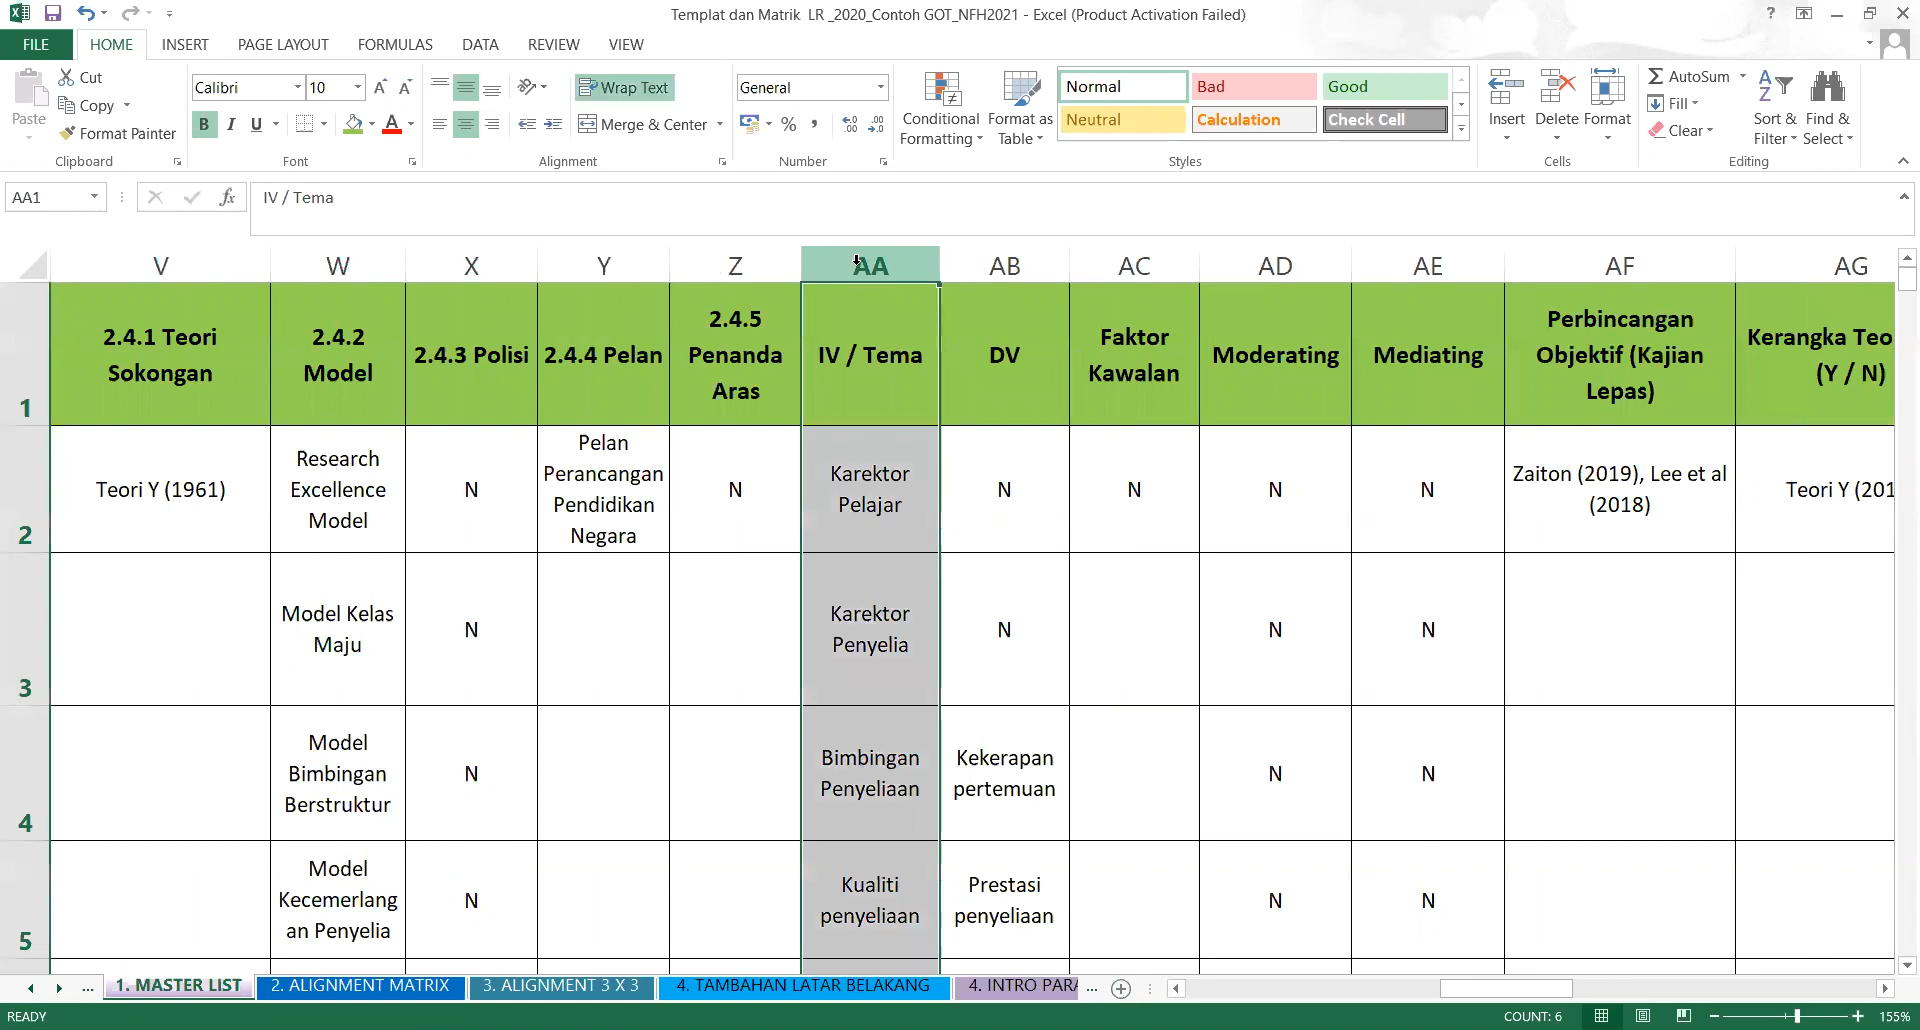 Templat dan Matrik LR _2020_Contoh GOT_NFH2021 - Excel (Product Activation Failed)
FILE HOME INSERT PAGE LAYOUT FORMULAS DATA REVIEW VIEW
Paste
Cut
Copy
Format Painter
Clipboard
Calibri 10
B I U
Font
Wrap Text
Merge & Center
Alignment
General
%
Number
Conditional
Formatting
Format as
Table
Normal Bad Good
Neutral Calculation Check Cell
Styles
Insert Delete Format
Cells
AutoSum
Fill
Clear
Sort &
Filter
Find &
Select
Editing
AA1 fx IV / Tema
V W X Y Z AA AB AC AD AE AF AG
1
2.4.1 Teori
Sokongan
2.4.2
Model
2.4.3 Polisi
2.4.4 Pelan
2.4.5
Penanda
Aras
IV / Tema
DV
Faktor
Kawalan
Moderating
Mediating
Perbincangan
Objektif (Kajian
Lepas)
Kerangka Teo
(Y / N)
2
Teori Y (1961)
Research
Excellence
Model
N
Pelan
Perancangan
Pendidikan
Negara
N
Karektor
Pelajar
N
N
N
N
Zaiton (2019), Lee et al
(2018)
Teori Y (201
3
Model Kelas
Maju
N
Karektor
Penyelia
N
N
N
4
Model
Bimbingan
Berstruktur
N
Bimbingan
Penyeliaan
Kekerapan
pertemuan
N
N
5
Model
Kecemerlang
an Penyelia
N
Kualiti
penyeliaan
Prestasi
penyeliaan
N
N
... 1. MASTER LIST 2. ALIGNMENT MATRIX 3. ALIGNMENT 3 X 3 4. TAMBAHAN LATAR BELAKANG 4. INTRO PARA ...
READY COUNT: 6 155%